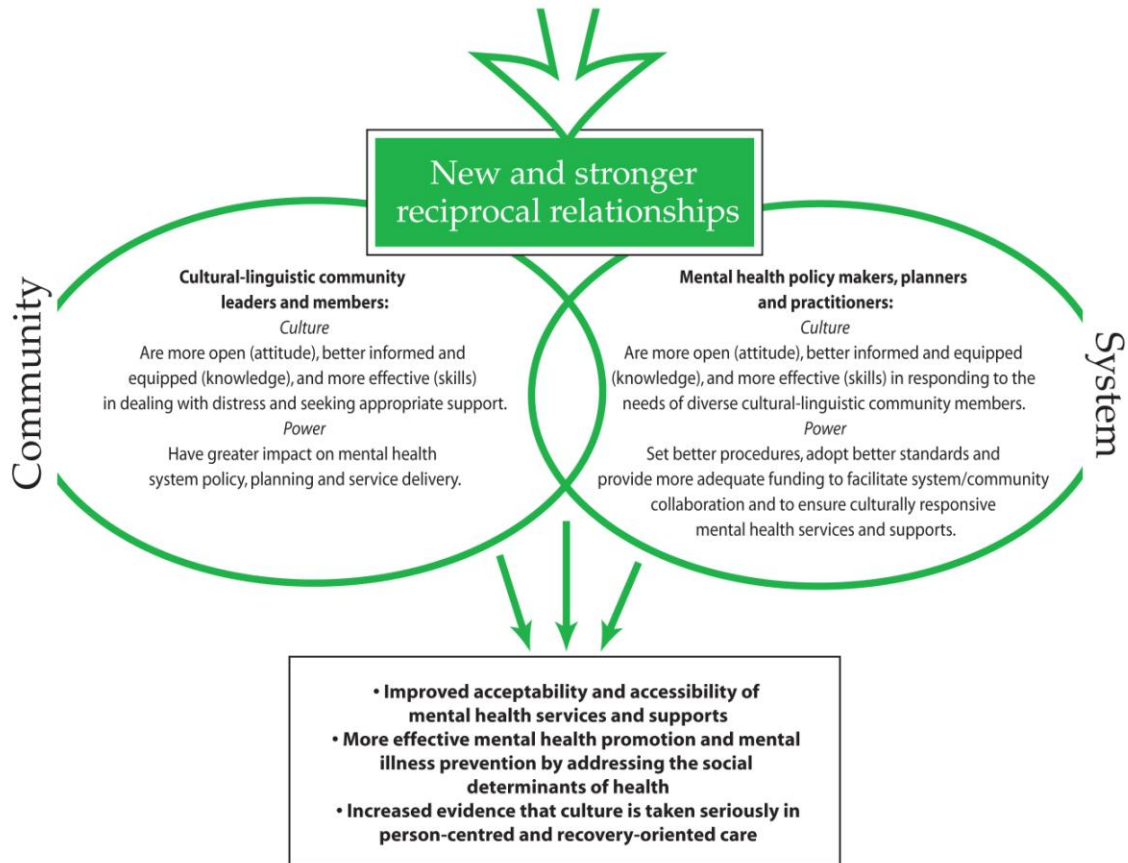 New and stronger
reciprocal relationships
Community
Cultural-linguistic community
leaders and members:
Culture
Are more open (attitude), better informed and
equipped (knowledge), and more effective (skills)
in dealing with distress and seeking appropriate support.
Power
Have greater impact on mental health
system policy, planning and service delivery.
Mental health policy makers, planners
and practitioners:
Culture
Are more open (attitude), better informed and equipped
(knowledge), and more effective (skills) in responding to the
needs of diverse cultural-linguistic community members.
Power
Set better procedures, adopt better standards and
provide more adequate funding to facilitate system/community
collaboration and to ensure culturally responsive
mental health services and supports.
System
• Improved acceptability and accessibility of
mental health services and supports
• More effective mental health promotion and mental
illness prevention by addressing the social
determinants of health
• Increased evidence that culture is taken seriously in
person-centred and recovery-oriented care